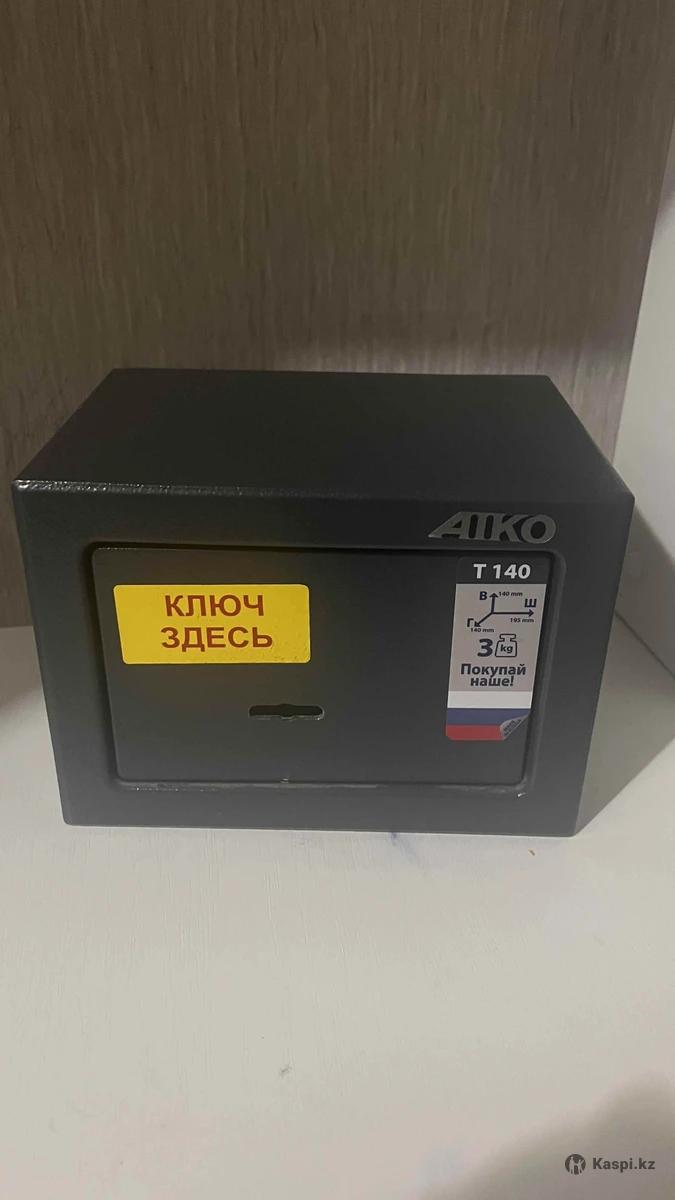 AIKO
T 140
КЛЮЧ
ЗДЕСЬ
В 140 mm
Ш
195 mm
Г
140 mm
3 kg
Покупай
наше!
Kaspi.kz